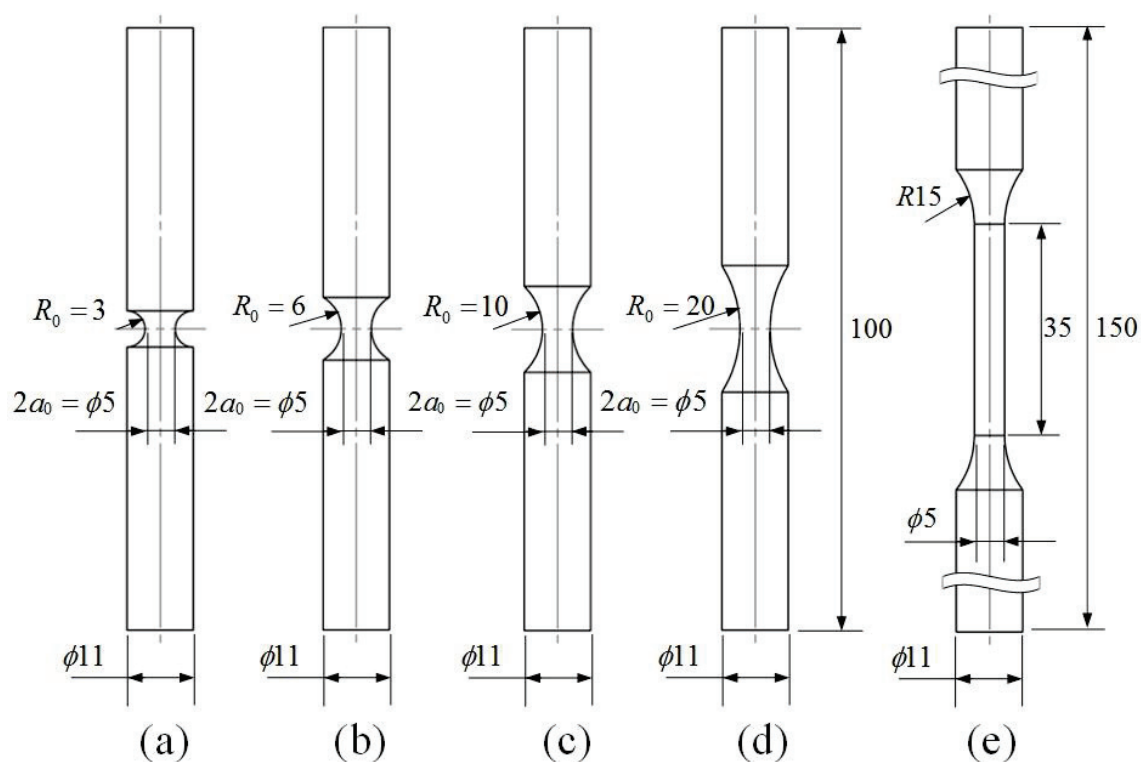 R₀ = 3
R₀ = 6
R₀ = 10
R₀ = 20
R15
100
35
150
2a₀ = ϕ5
2a₀ = ϕ5
2a₀ = ϕ5
2a₀ = ϕ5
ϕ5
ϕ11
ϕ11
ϕ11
ϕ11
ϕ11
(a)
(b)
(c)
(d)
(e)